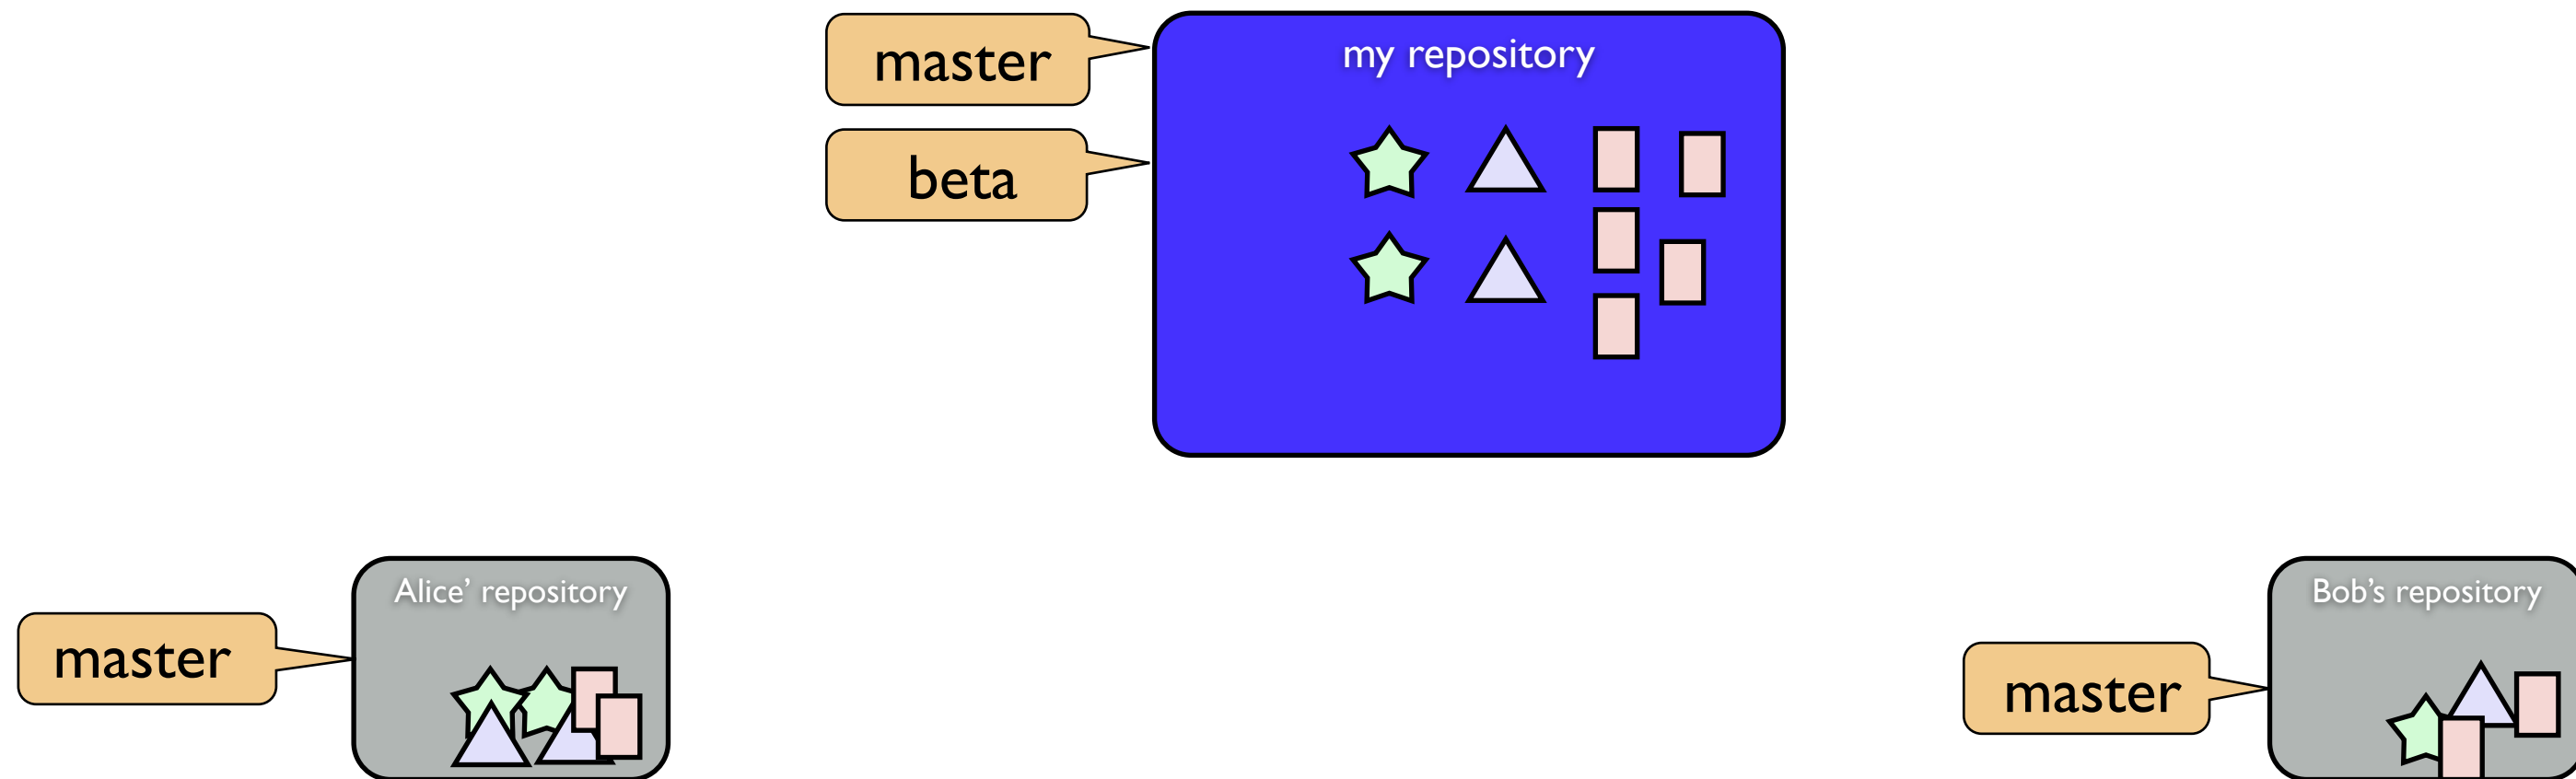 master
my repository
beta
Alice’ repository
Bob’s repository
master
master